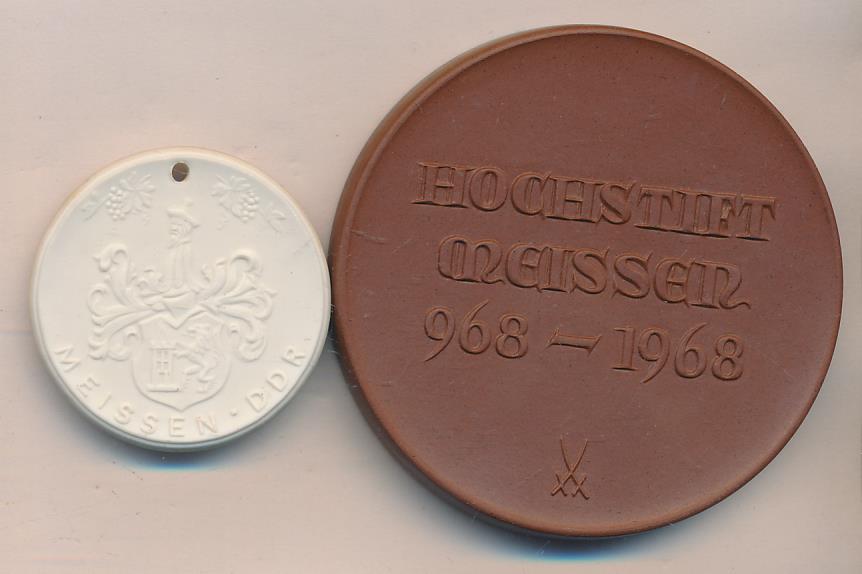 MEISSEN · DDR
HOCHSTIFT
MEISSEN
968 – 1968